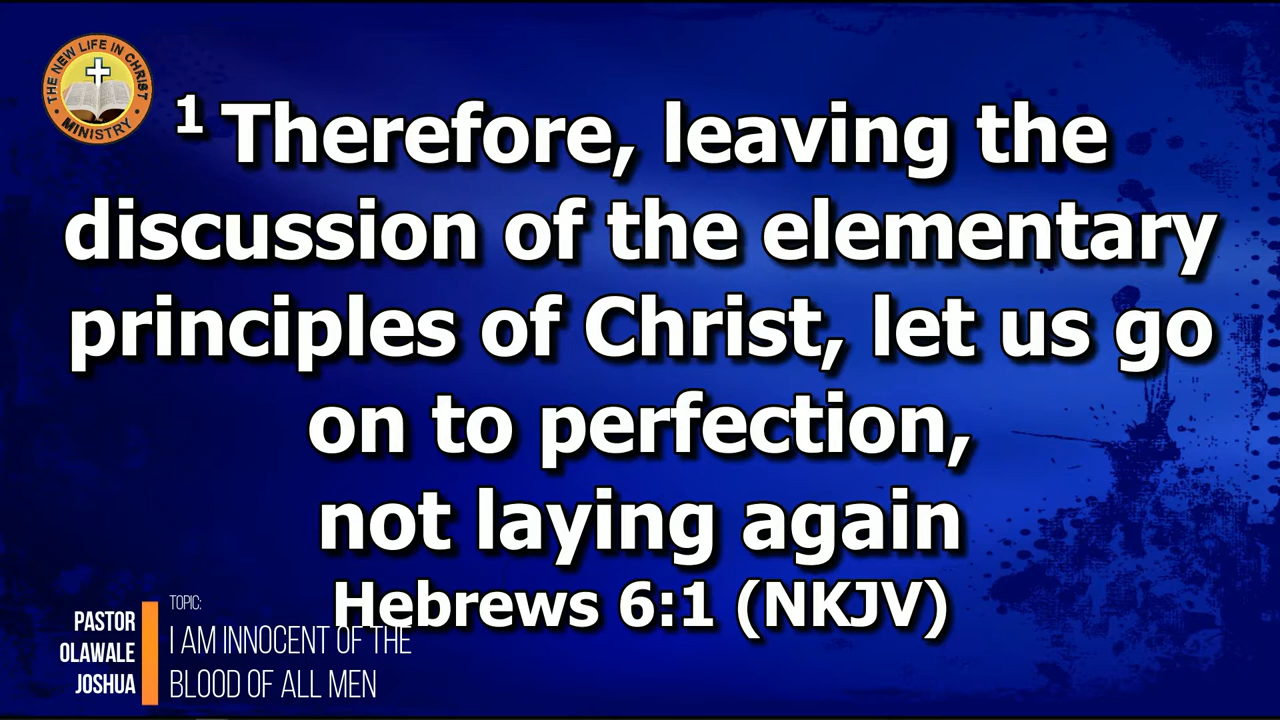 THE NEW LIFE IN CHRIST
MINISTRY
1 Therefore, leaving the
discussion of the elementary
principles of Christ, let us go
on to perfection,
not laying again
Hebrews 6:1 (NKJV)
PASTOR
OLAWALE
JOSHUA
TOPIC:
I AM INNOCENT OF THE
BLOOD OF ALL MEN